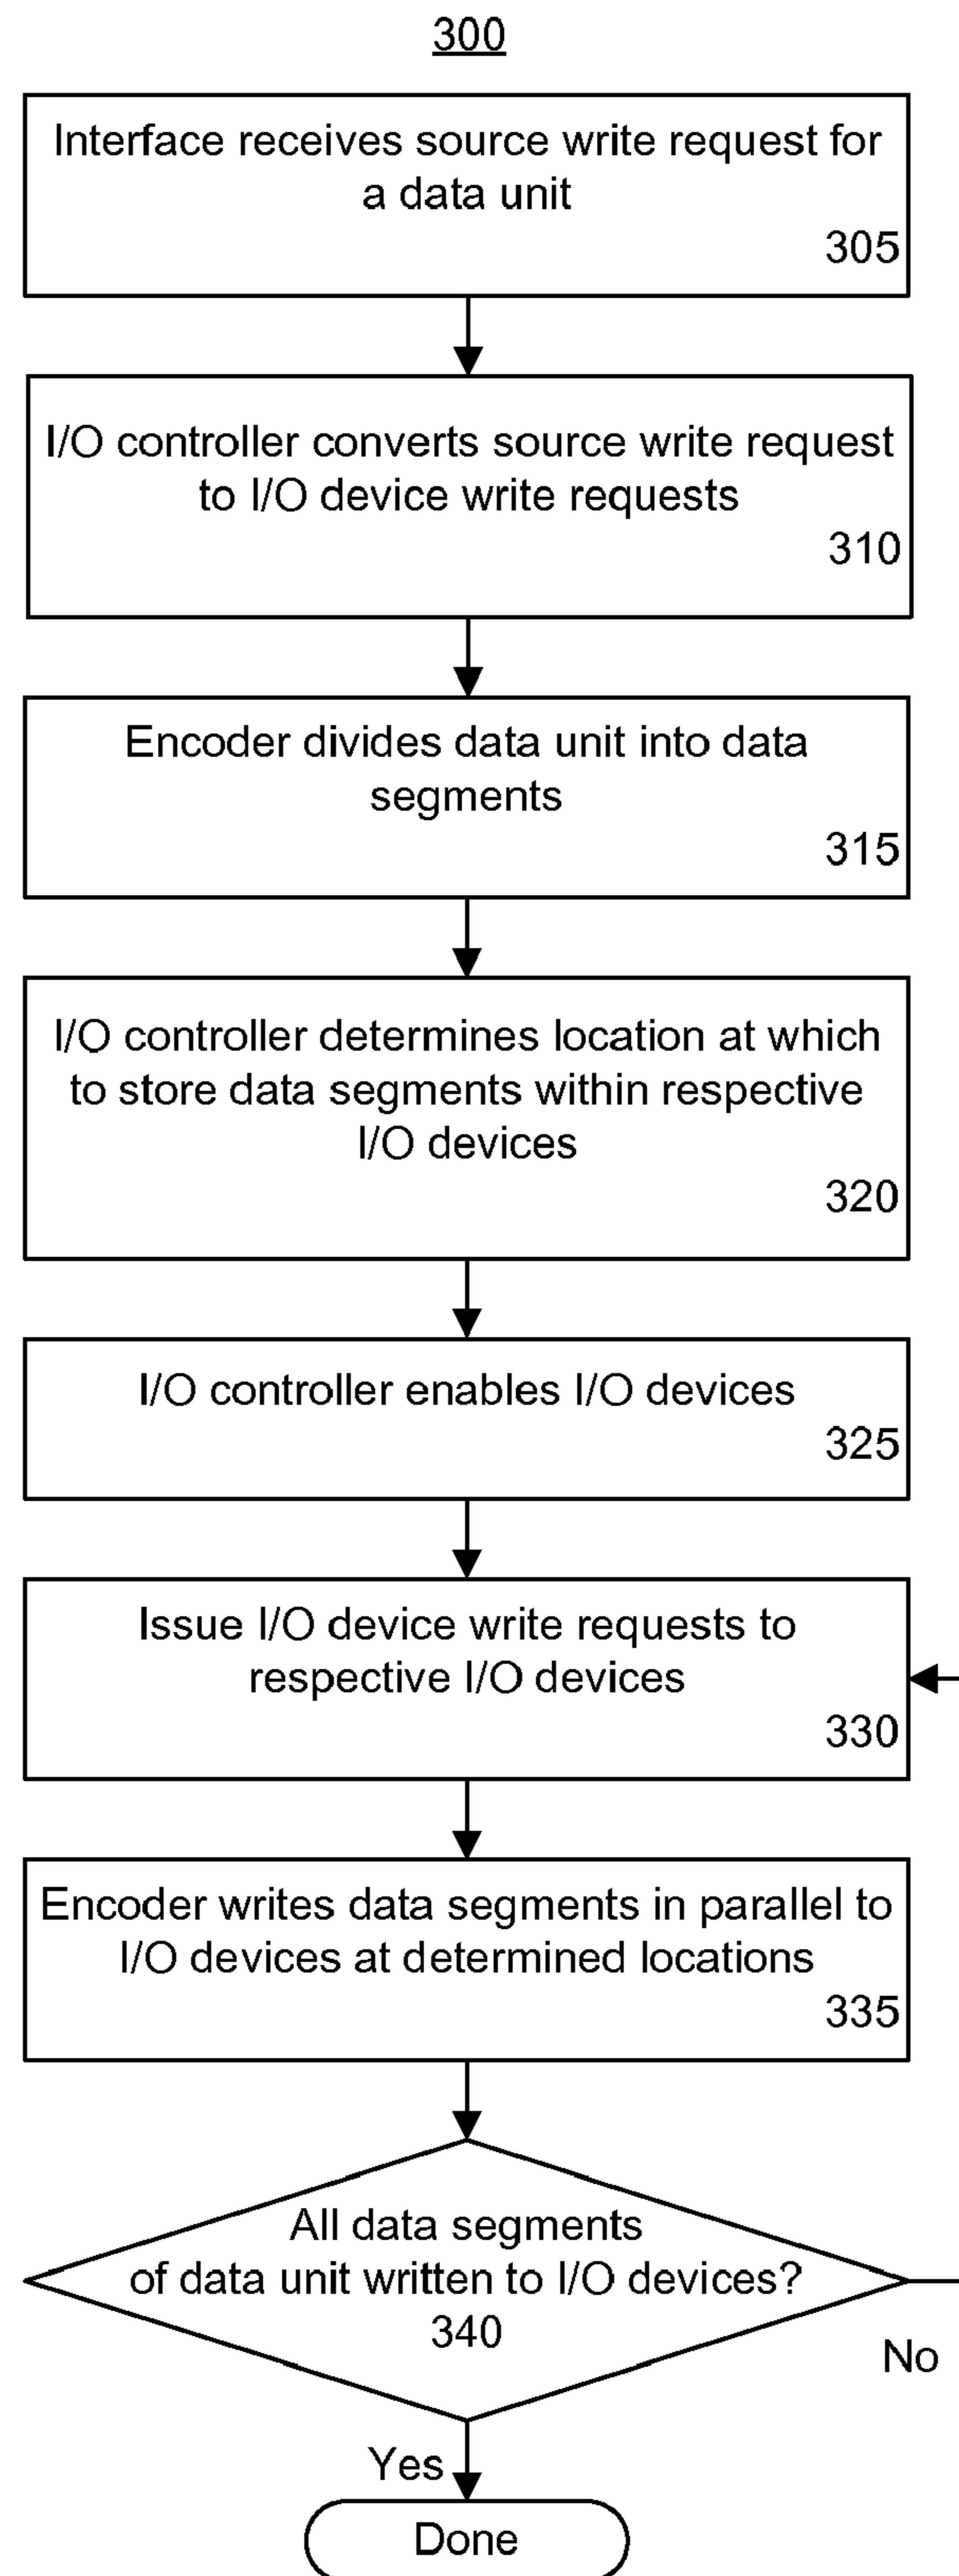 300
Interface receives source write request for
a data unit
305
I/O controller converts source write request
to I/O device write requests
310
Encoder divides data unit into data
segments
315
I/O controller determines location at which
to store data segments within respective
I/O devices
320
I/O controller enables I/O devices
325
Issue I/O device write requests to
respective I/O devices
330
Encoder writes data segments in parallel to
I/O devices at determined locations
335
All data segments
of data unit written to I/O devices?
340
No
Yes
Done